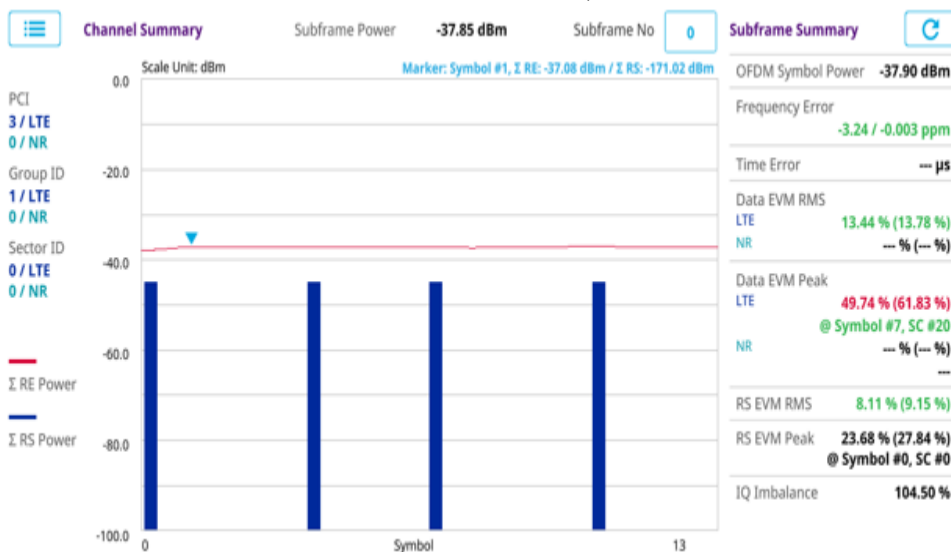 Channel Summary
Subframe Power -37.85 dBm
Subframe No 0
Subframe Summary
Scale Unit: dBm
Marker: Symbol #1, Σ RE: -37.08 dBm / Σ RS: -171.02 dBm
PCI
3 / LTE
0 / NR
Group ID
1 / LTE
0 / NR
Sector ID
0 / LTE
0 / NR
Σ RE Power
Σ RS Power
0.0
-20.0
-40.0
-60.0
-80.0
-100.0
0 Symbol 13
OFDM Symbol Power -37.90 dBm
Frequency Error
-3.24 / -0.003 ppm
Time Error --- µs
Data EVM RMS
LTE 13.44 % (13.78 %)
NR --- % (--- %)
Data EVM Peak
LTE 49.74 % (61.83 %)
@ Symbol #7, SC #20
NR --- % (--- %)
---
RS EVM RMS 8.11 % (9.15 %)
RS EVM Peak 23.68 % (27.84 %)
@ Symbol #0, SC #0
IQ Imbalance 104.50 %